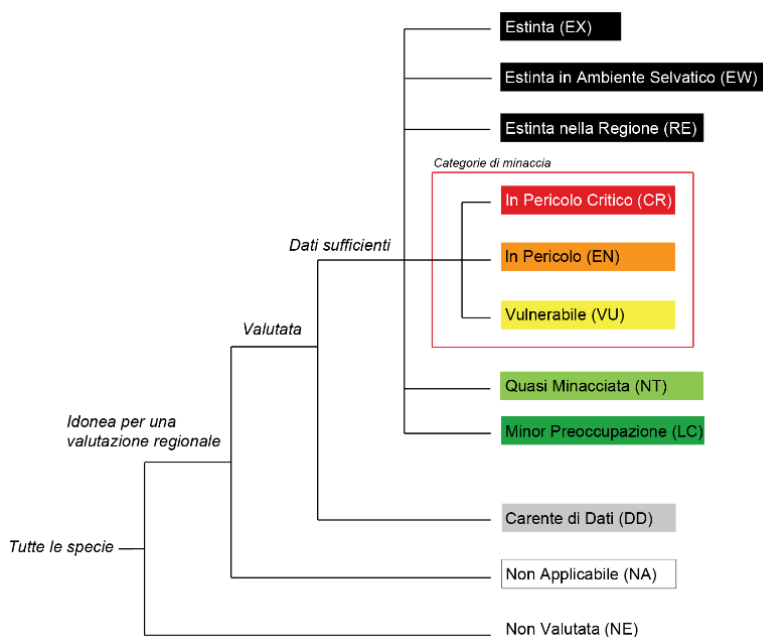 Estinta (EX)
Estinta in Ambiente Selvatico (EW)
Estinta nella Regione (RE)
Categorie di minaccia
In Pericolo Critico (CR)
Dati sufficienti
In Pericolo (EN)
Vulnerabile (VU)
Valutata
Quasi Minacciata (NT)
Idonea per una
valutazione regionale
Minor Preoccupazione (LC)
Carente di Dati (DD)
Tutte le specie
Non Applicabile (NA)
Non Valutata (NE)